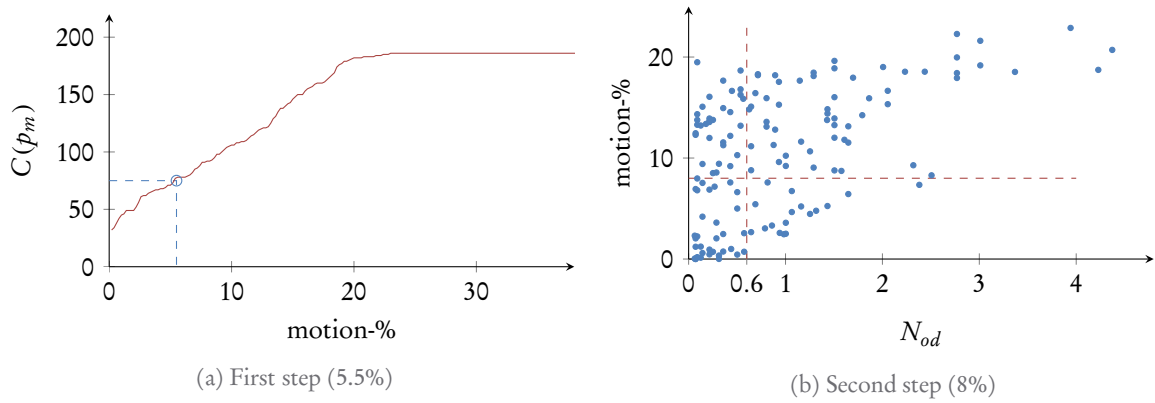 200
150
100
50
0
C(pₘ)
0 10 20 30
motion-%
(a) First step (5.5%)
20
10
0
motion-%
0 0.6 1 2 3 4
N_od
(b) Second step (8%)